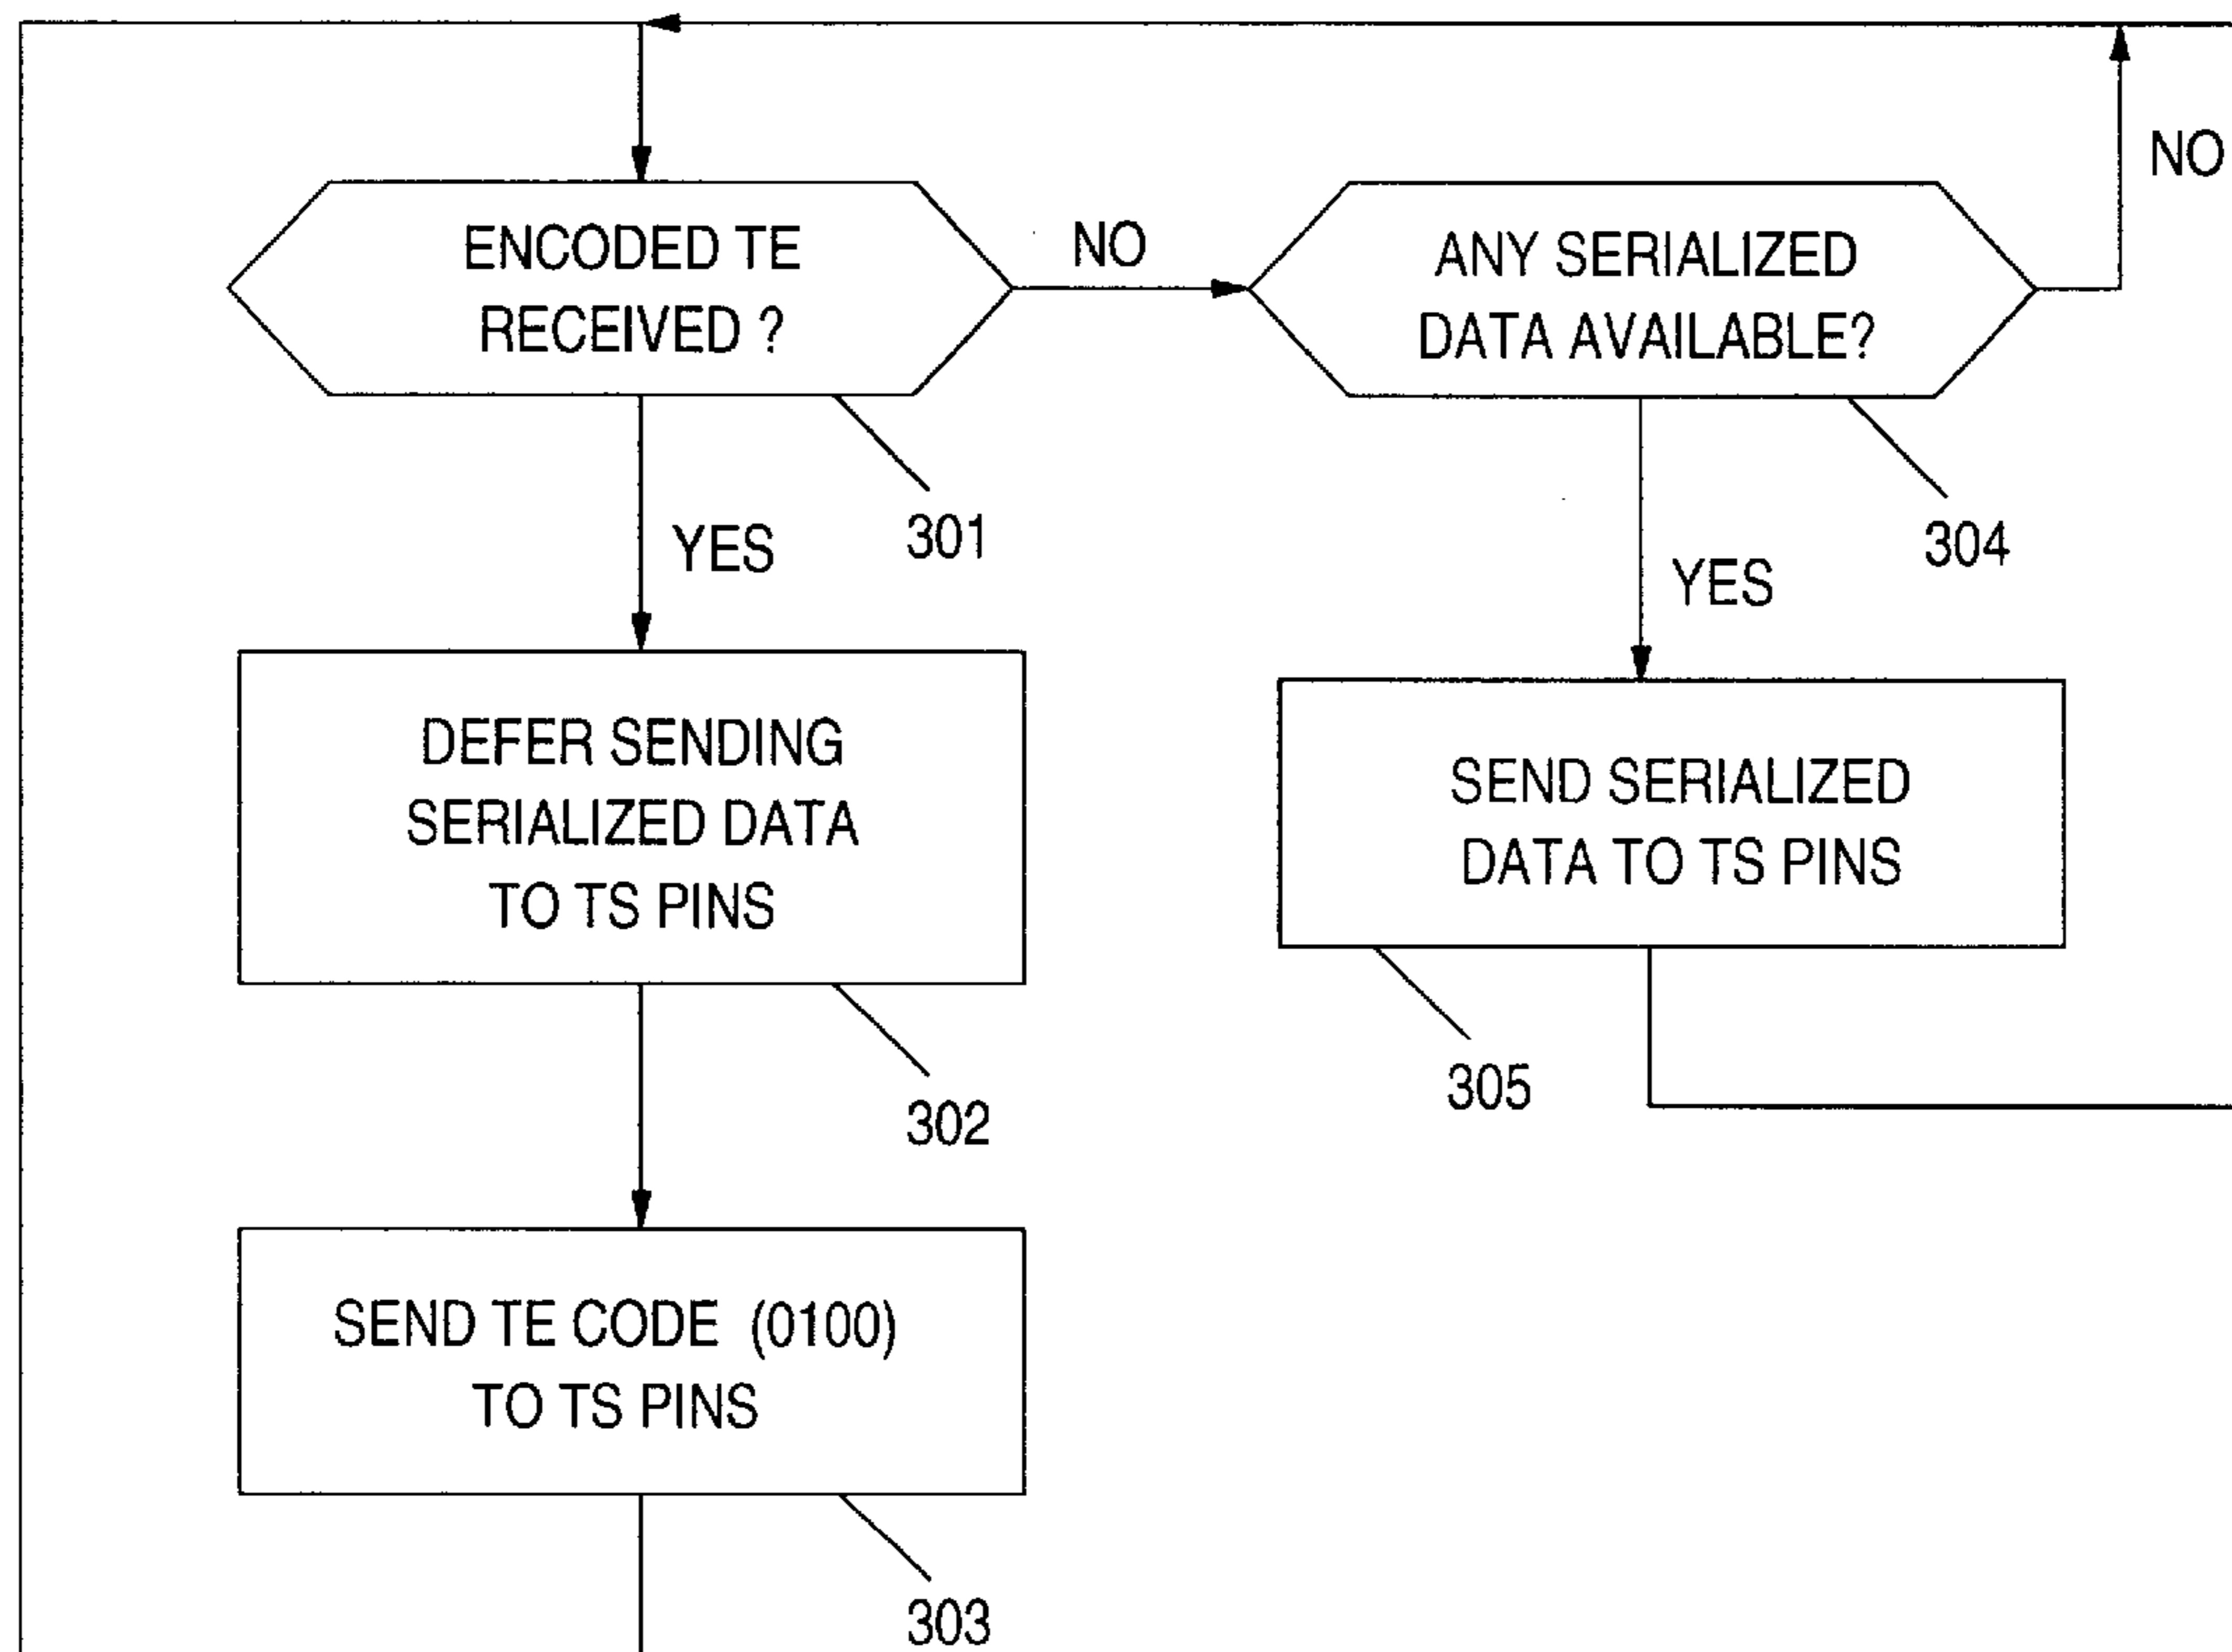 ENCODED TE
RECEIVED ?
NO
ANY SERIALIZED
DATA AVAILABLE?
NO
301
304
YES
YES
DEFER SENDING
SERIALIZED DATA
TO TS PINS
302
SEND SERIALIZED
DATA TO TS PINS
305
SEND TE CODE (0100)
TO TS PINS
303